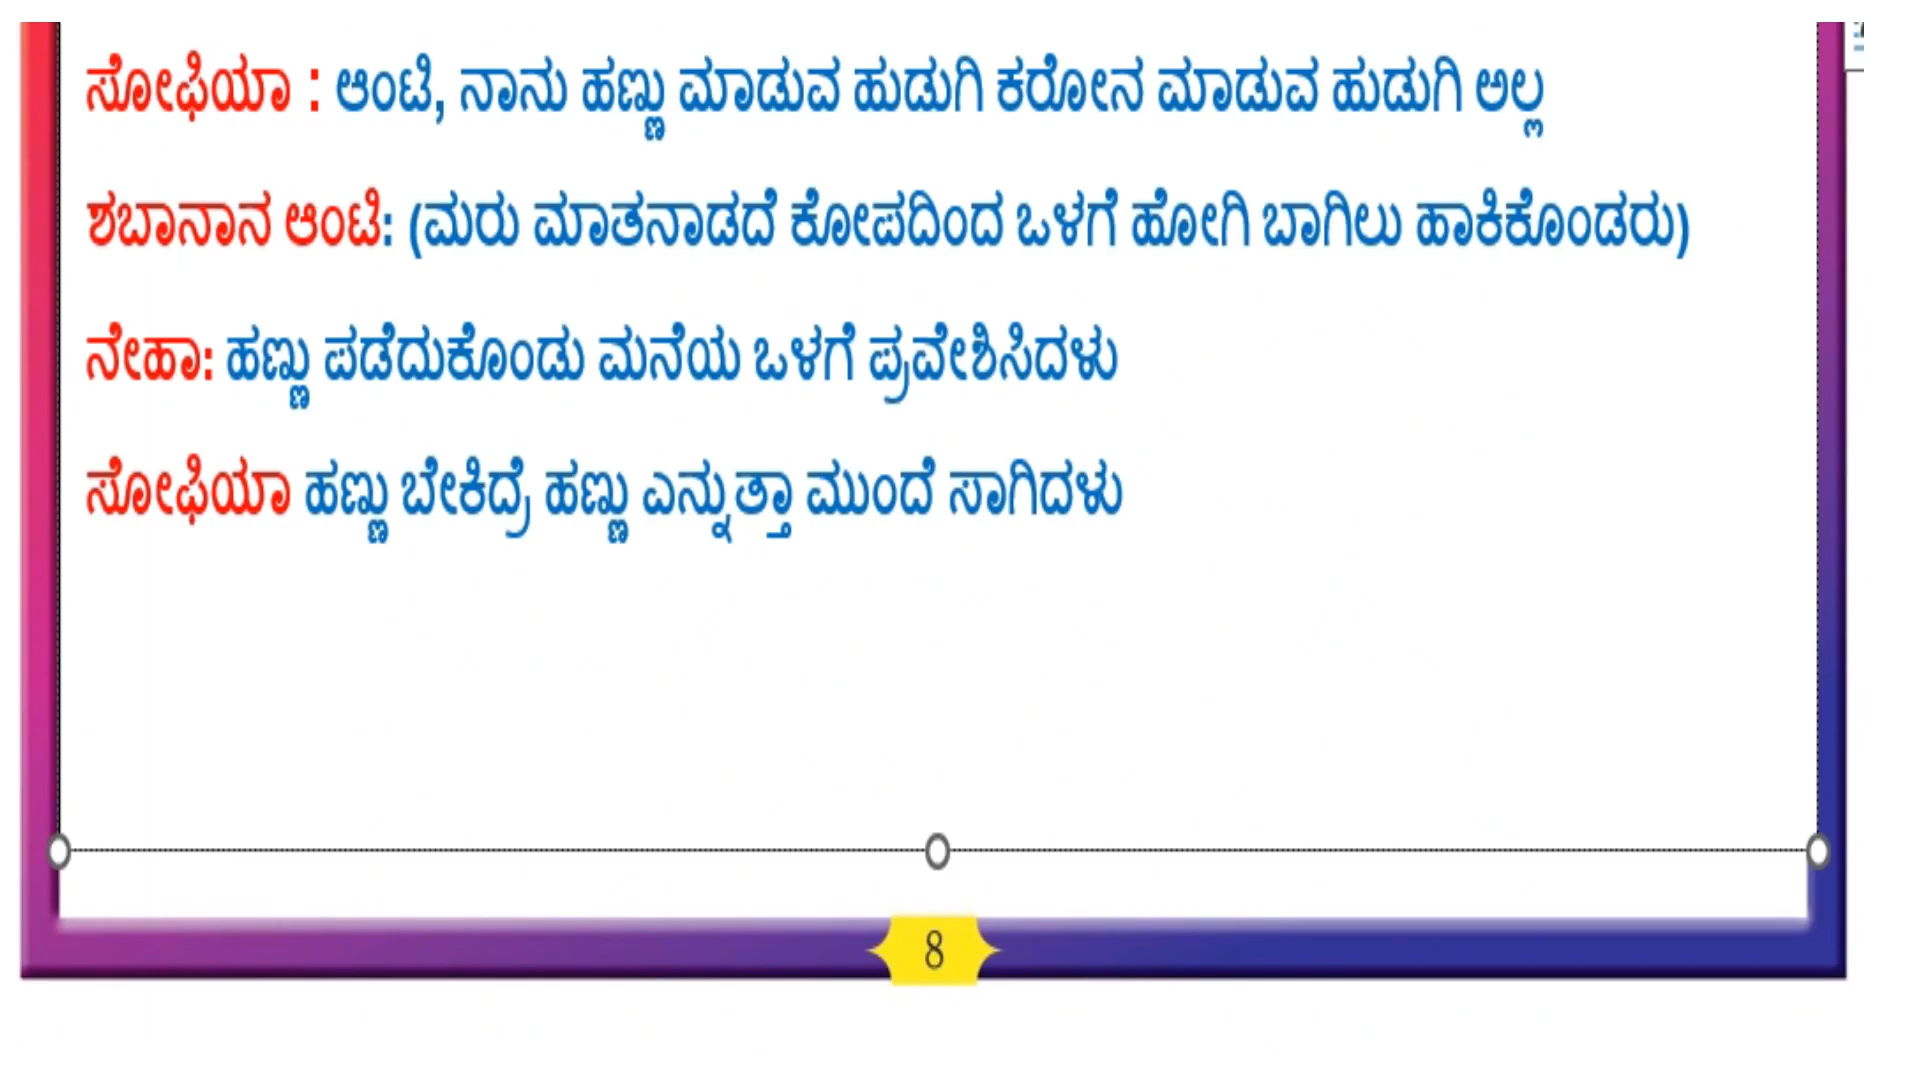 ಸೋಫಿಯಾ : ಆಂಟಿ, ನಾನು ಹಣ್ಣು ಮಾಡುವ ಹುಡುಗಿ ಕರೋನ ಮಾಡುವ ಹುಡುಗಿ ಅಲ್ಲ
ಶಬಾನಾನ ಆಂಟಿ: (ಮರು ಮಾತನಾಡದೆ ಕೋಪದಿಂದ ಒಳಗೆ ಹೋಗಿ ಬಾಗಿಲು ಹಾಕಿಕೊಂಡರು)
ನೇಹಾ: ಹಣ್ಣು ಪಡೆದುಕೊಂಡು ಮನೆಯ ಒಳಗೆ ಪ್ರವೇಶಿಸಿದಳು
ಸೋಫಿಯಾ ಹಣ್ಣು ಬೇಕಿದ್ರೆ ಹಣ್ಣು ಎನ್ನುತ್ತಾ ಮುಂದೆ ಸಾಗಿದಳು
8